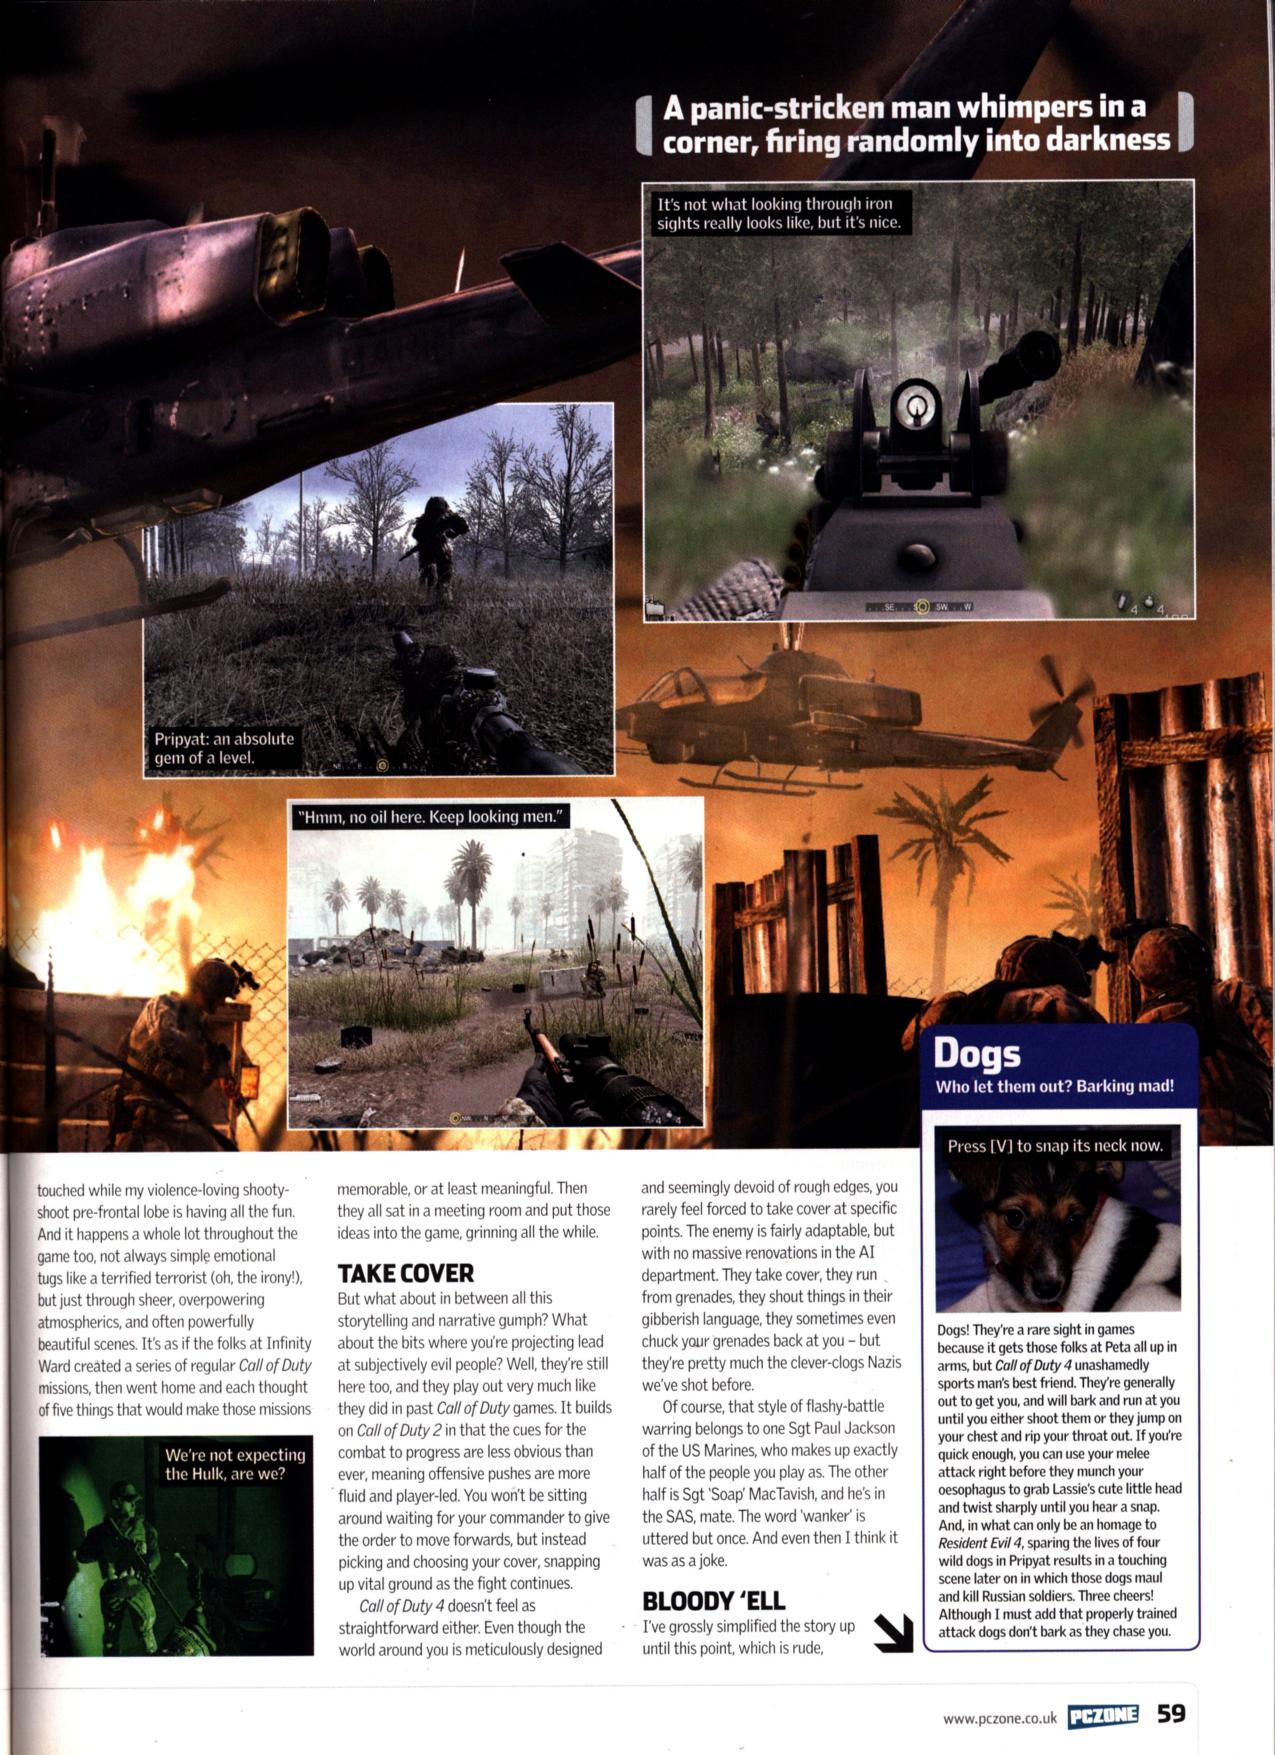 A panic-stricken man whimpers in a
corner, firing randomly into darkness
It's not what looking through iron
sights really looks like, but it's nice.
SE
SW
W
4
4
Pripyat: an absolute
gem of a level.
"Hmm, no oil here. Keep looking men."
touched while my violence-loving shooty-
shoot pre-frontal lobe is having all the fun.
And it happens a whole lot throughout the
game too, not always simple emotional
tugs like a terrified terrorist (oh, the irony!),
but just through sheer, overpowering
atmospherics, and often powerfully
beautiful scenes. It's as if the folks at Infinity
Ward created a series of regular Call of Duty
missions, then went home and each thought
of five things that would make those missions
We're not expecting
the Hulk, are we?
memorable, or at least meaningful. Then
they all sat in a meeting room and put those
ideas into the game, grinning all the while.
TAKE COVER
But what about in between all this
storytelling and narrative gumph? What
about the bits where you're projecting lead
at subjectively evil people? Well, they're still
here too, and they play out very much like
they did in past Call of Duty games. It builds
on Call of Duty 2 in that the cues for the
combat to progress are less obvious than
ever, meaning offensive pushes are more
fluid and player-led. You won't be sitting
around waiting for your commander to give
the order to move forwards, but instead
picking and choosing your cover, snapping
up vital ground as the fight continues.
Call of Duty 4 doesn't feel as
straightforward either. Even though the
world around you is meticulously designed
and seemingly devoid of rough edges, you
rarely feel forced to take cover at specific
points. The enemy is fairly adaptable, but
with no massive renovations in the AI
department. They take cover, they run
from grenades, they shout things in their
gibberish language, they sometimes even
chuck your grenades back at you – but
they're pretty much the clever-clogs Nazis
we've shot before.
Of course, that style of flashy-battle
warring belongs to one Sgt Paul Jackson
of the US Marines, who makes up exactly
half of the people you play as. The other
half is Sgt 'Soap' MacTavish, and he's in
the SAS, mate. The word 'wanker' is
uttered but once. And even then I think it
was as a joke.
BLOODY 'ELL
I've grossly simplified the story up
until this point, which is rude,
Dogs
Who let them out? Barking mad!
Press [V] to snap its neck now.
Dogs! They're a rare sight in games
because it gets those folks at Peta all up in
arms, but Call of Duty 4 unashamedly
sports man's best friend. They're generally
out to get you, and will bark and run at you
until you either shoot them or they jump on
your chest and rip your throat out. If you're
quick enough, you can use your melee
attack right before they munch your
oesophagus to grab Lassie's cute little head
and twist sharply until you hear a snap.
And, in what can only be an homage to
Resident Evil 4, sparing the lives of four
wild dogs in Pripyat results in a touching
scene later on in which those dogs maul
and kill Russian soldiers. Three cheers!
Although I must add that properly trained
attack dogs don't bark as they chase you.
www.pczone.co.uk PCZONE 59